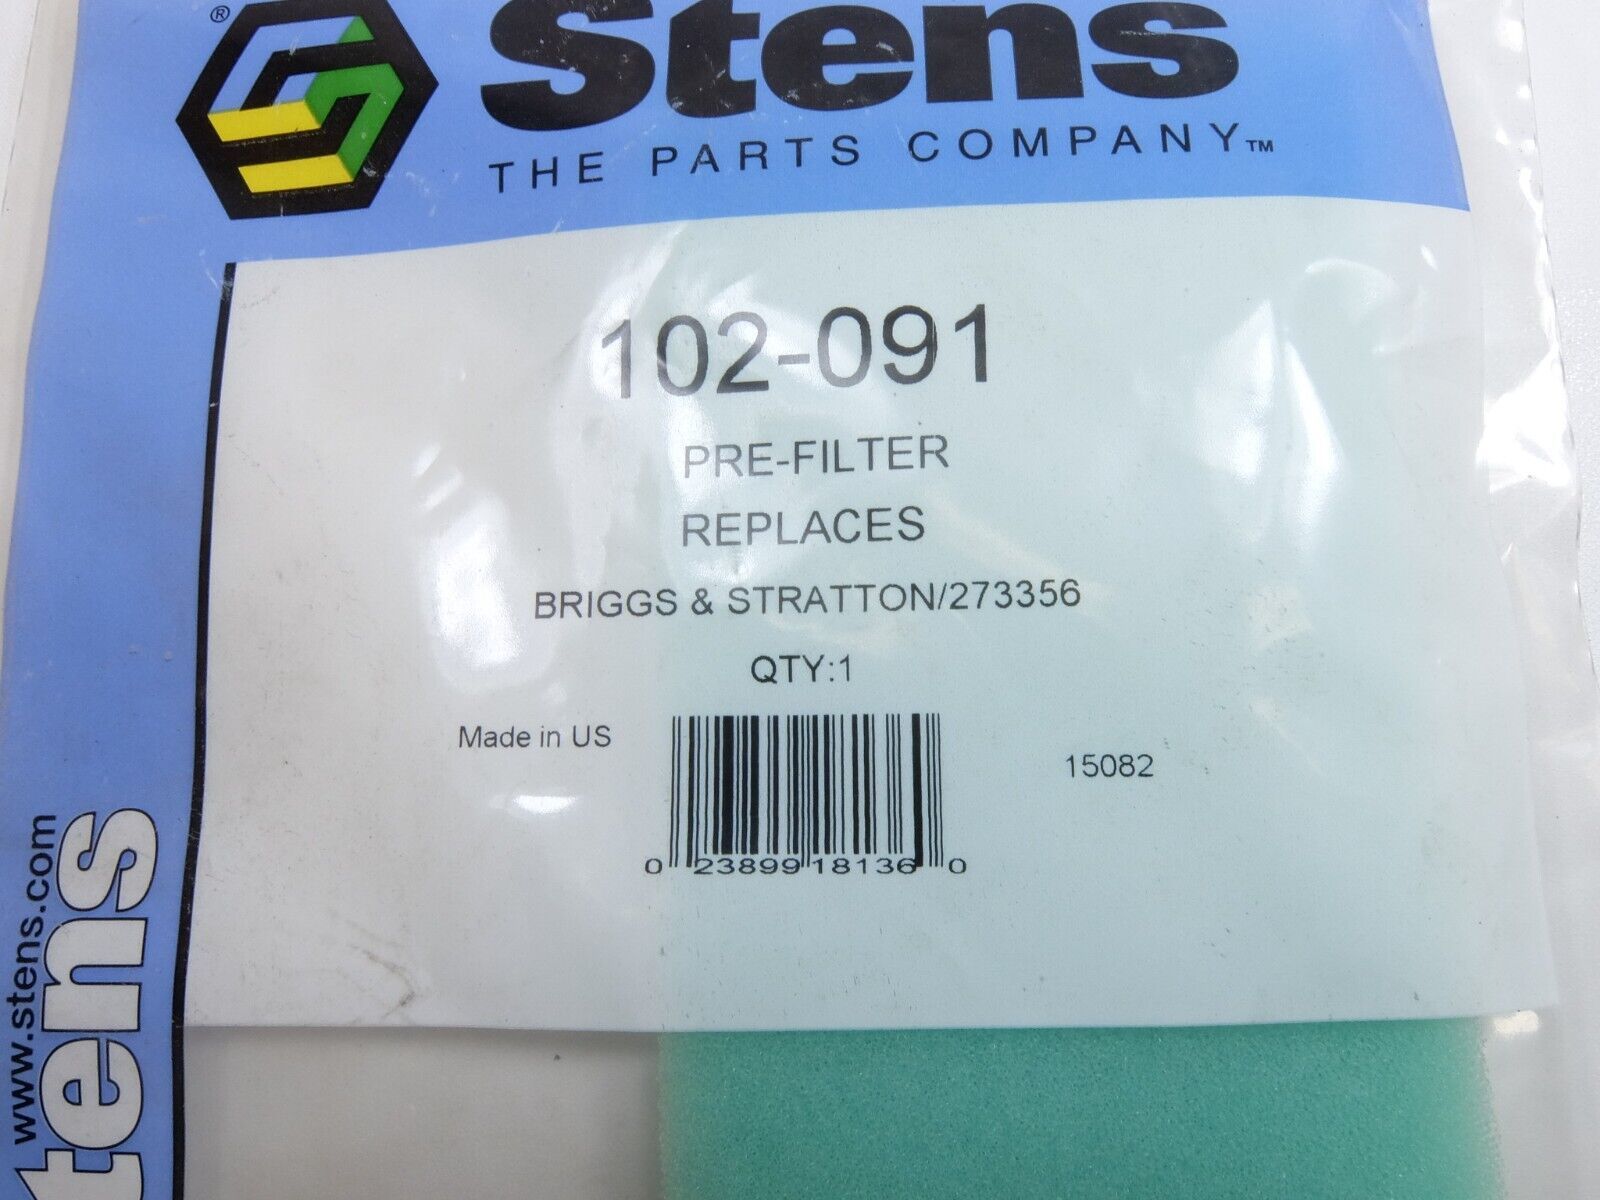 ®
Stens
THE PARTS COMPANY™
102-091
PRE-FILTER
REPLACES
BRIGGS & STRATTON/273356
QTY:1
Made in US
15082
0 23899 18136 0
www.stens.com
tens